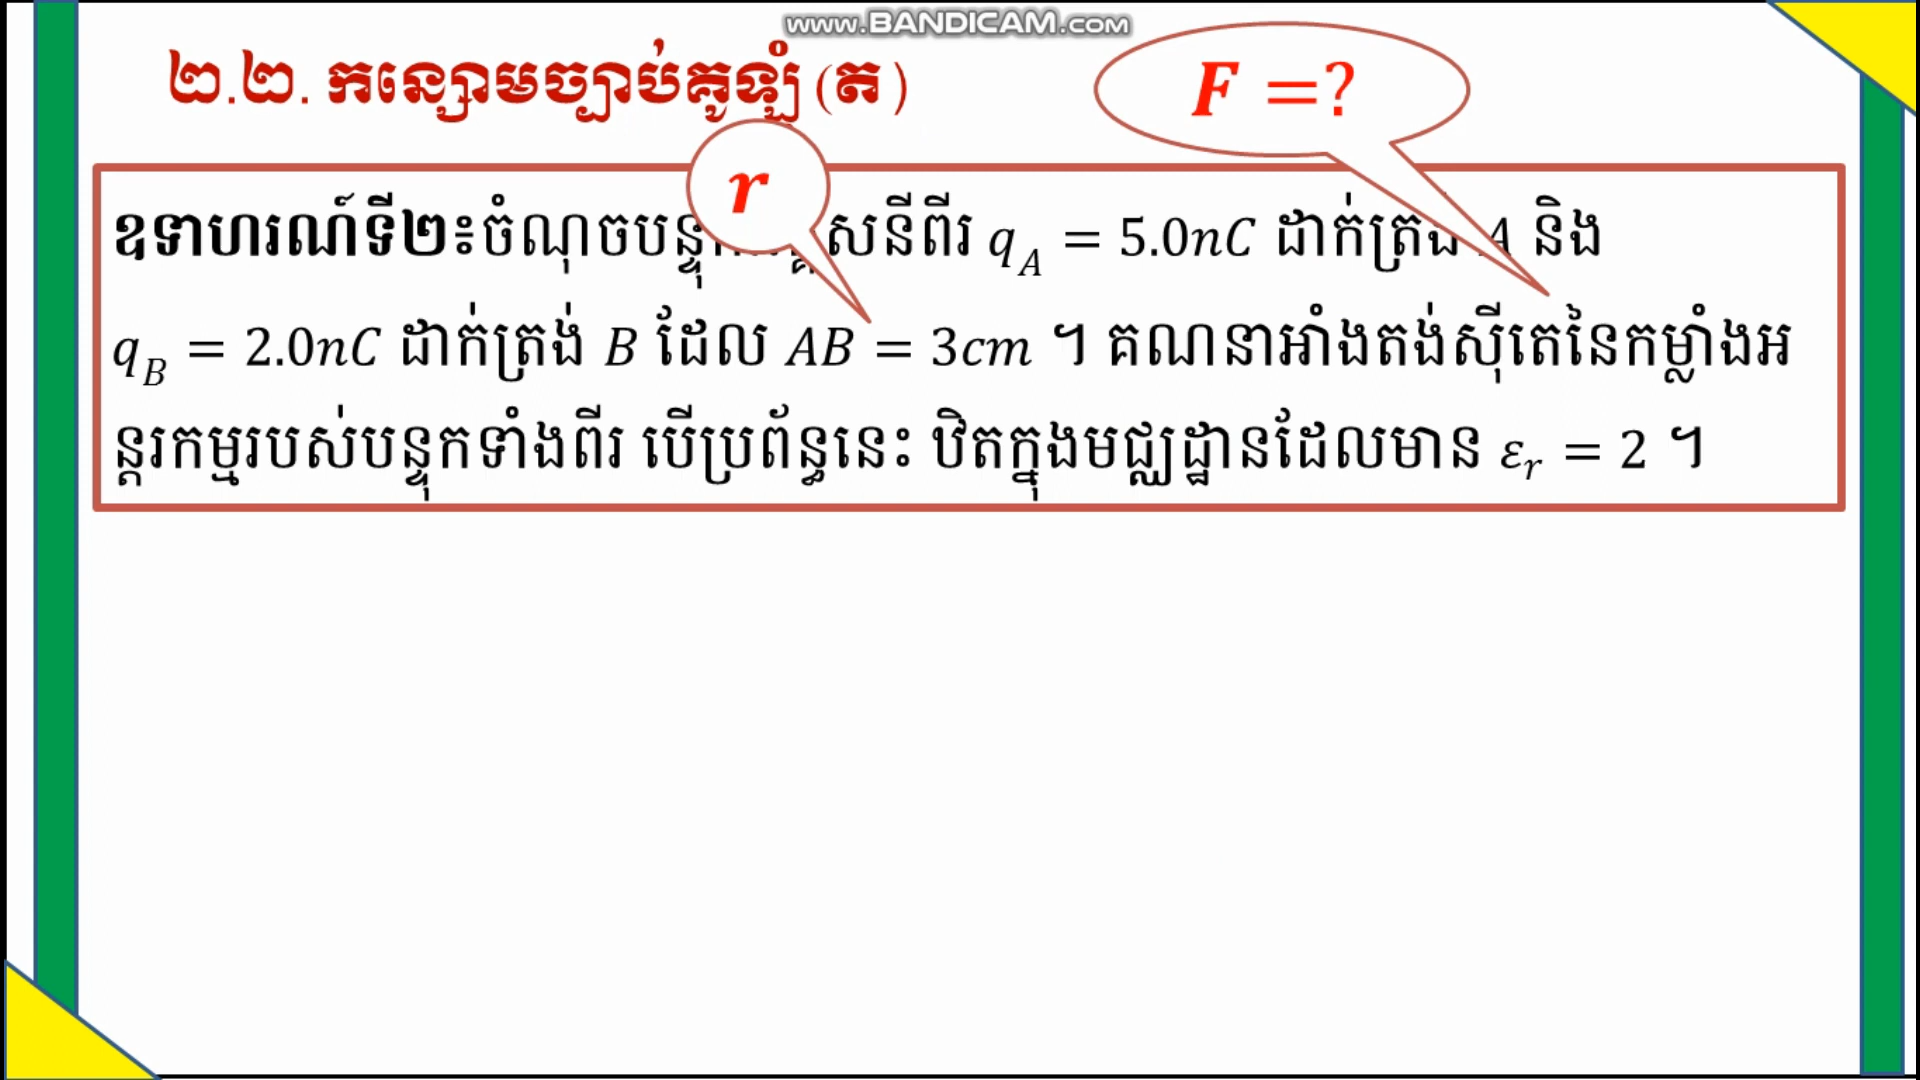 www.BANDICAM.com
២.២. កន្សោមច្បាប់គូឡុំ (ត)
F =?
r
ឧទាហរណ៍ទី២៖ចំណុចបន្ទុក សនីពីរ q_A = 5.0nC ដាក់ត្រង់ A និង
q_B = 2.0nC ដាក់ត្រង់ B ដែល AB = 3cm ។ គណនាអាំងតង់ស៊ីតេនៃកម្លាំងអ
ន្តរកម្មរបស់បន្ទុកទាំងពីរ បើប្រព័ន្ធនេះ ឋិតក្នុងមជ្ឈដ្ឋានដែលមាន ε_r = 2 ។